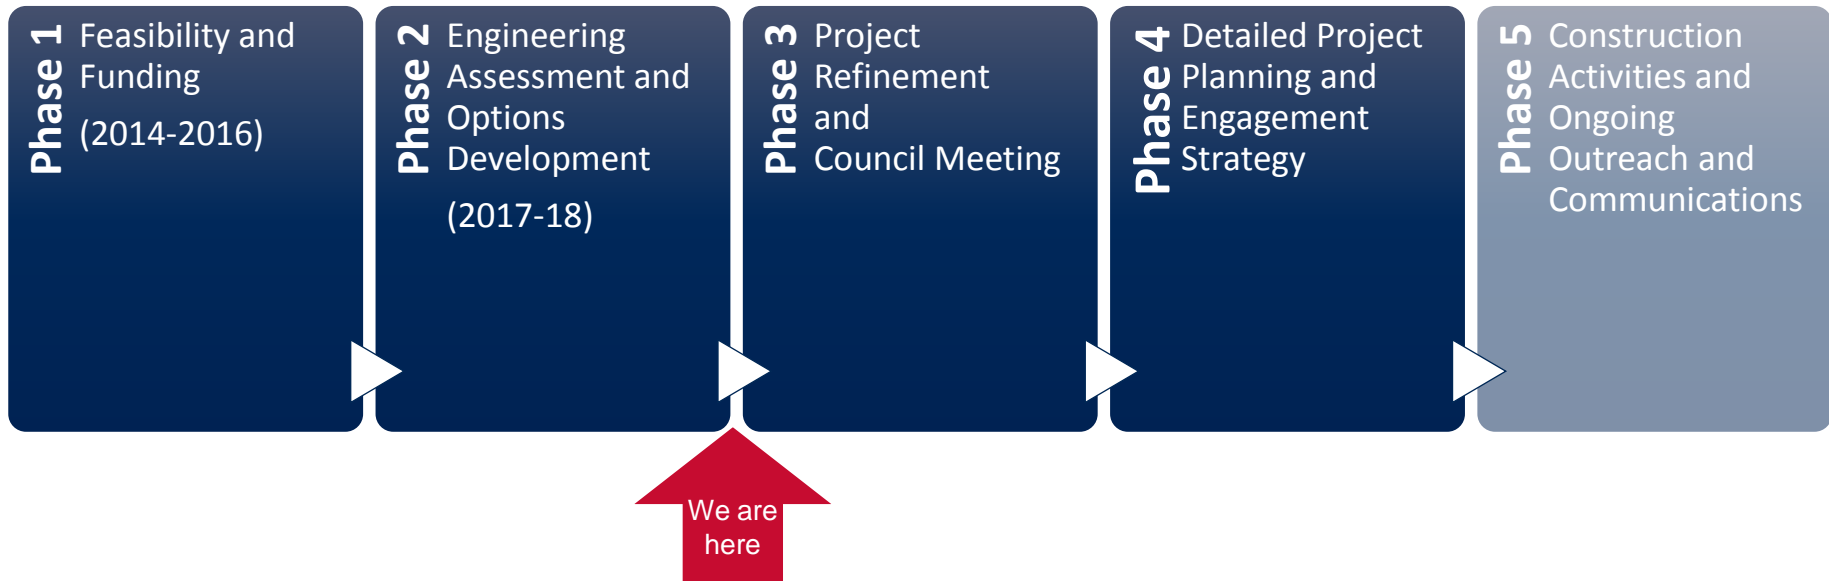 Phase 1
Feasibility and
Funding
(2014-2016)
Phase 2
Engineering
Assessment and
Options
Development
(2017-18)
Phase 3
Project
Refinement
and
Council Meeting
Phase 4
Detailed Project
Planning and
Engagement
Strategy
Phase 5
Construction
Activities and
Ongoing
Outreach and
Communications
We are
here